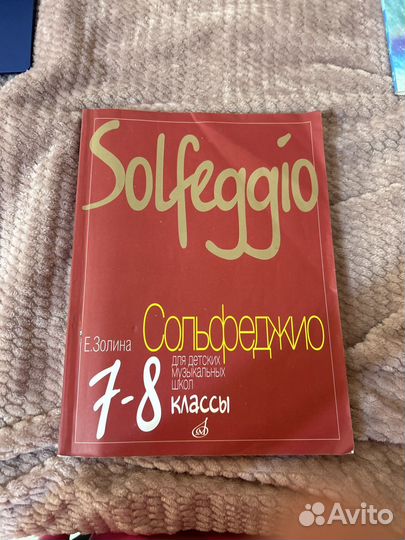 Solfeggio
Е.Золина
Сольфеджио
для детских
музыкальных
школ
7-8 классы
Avito